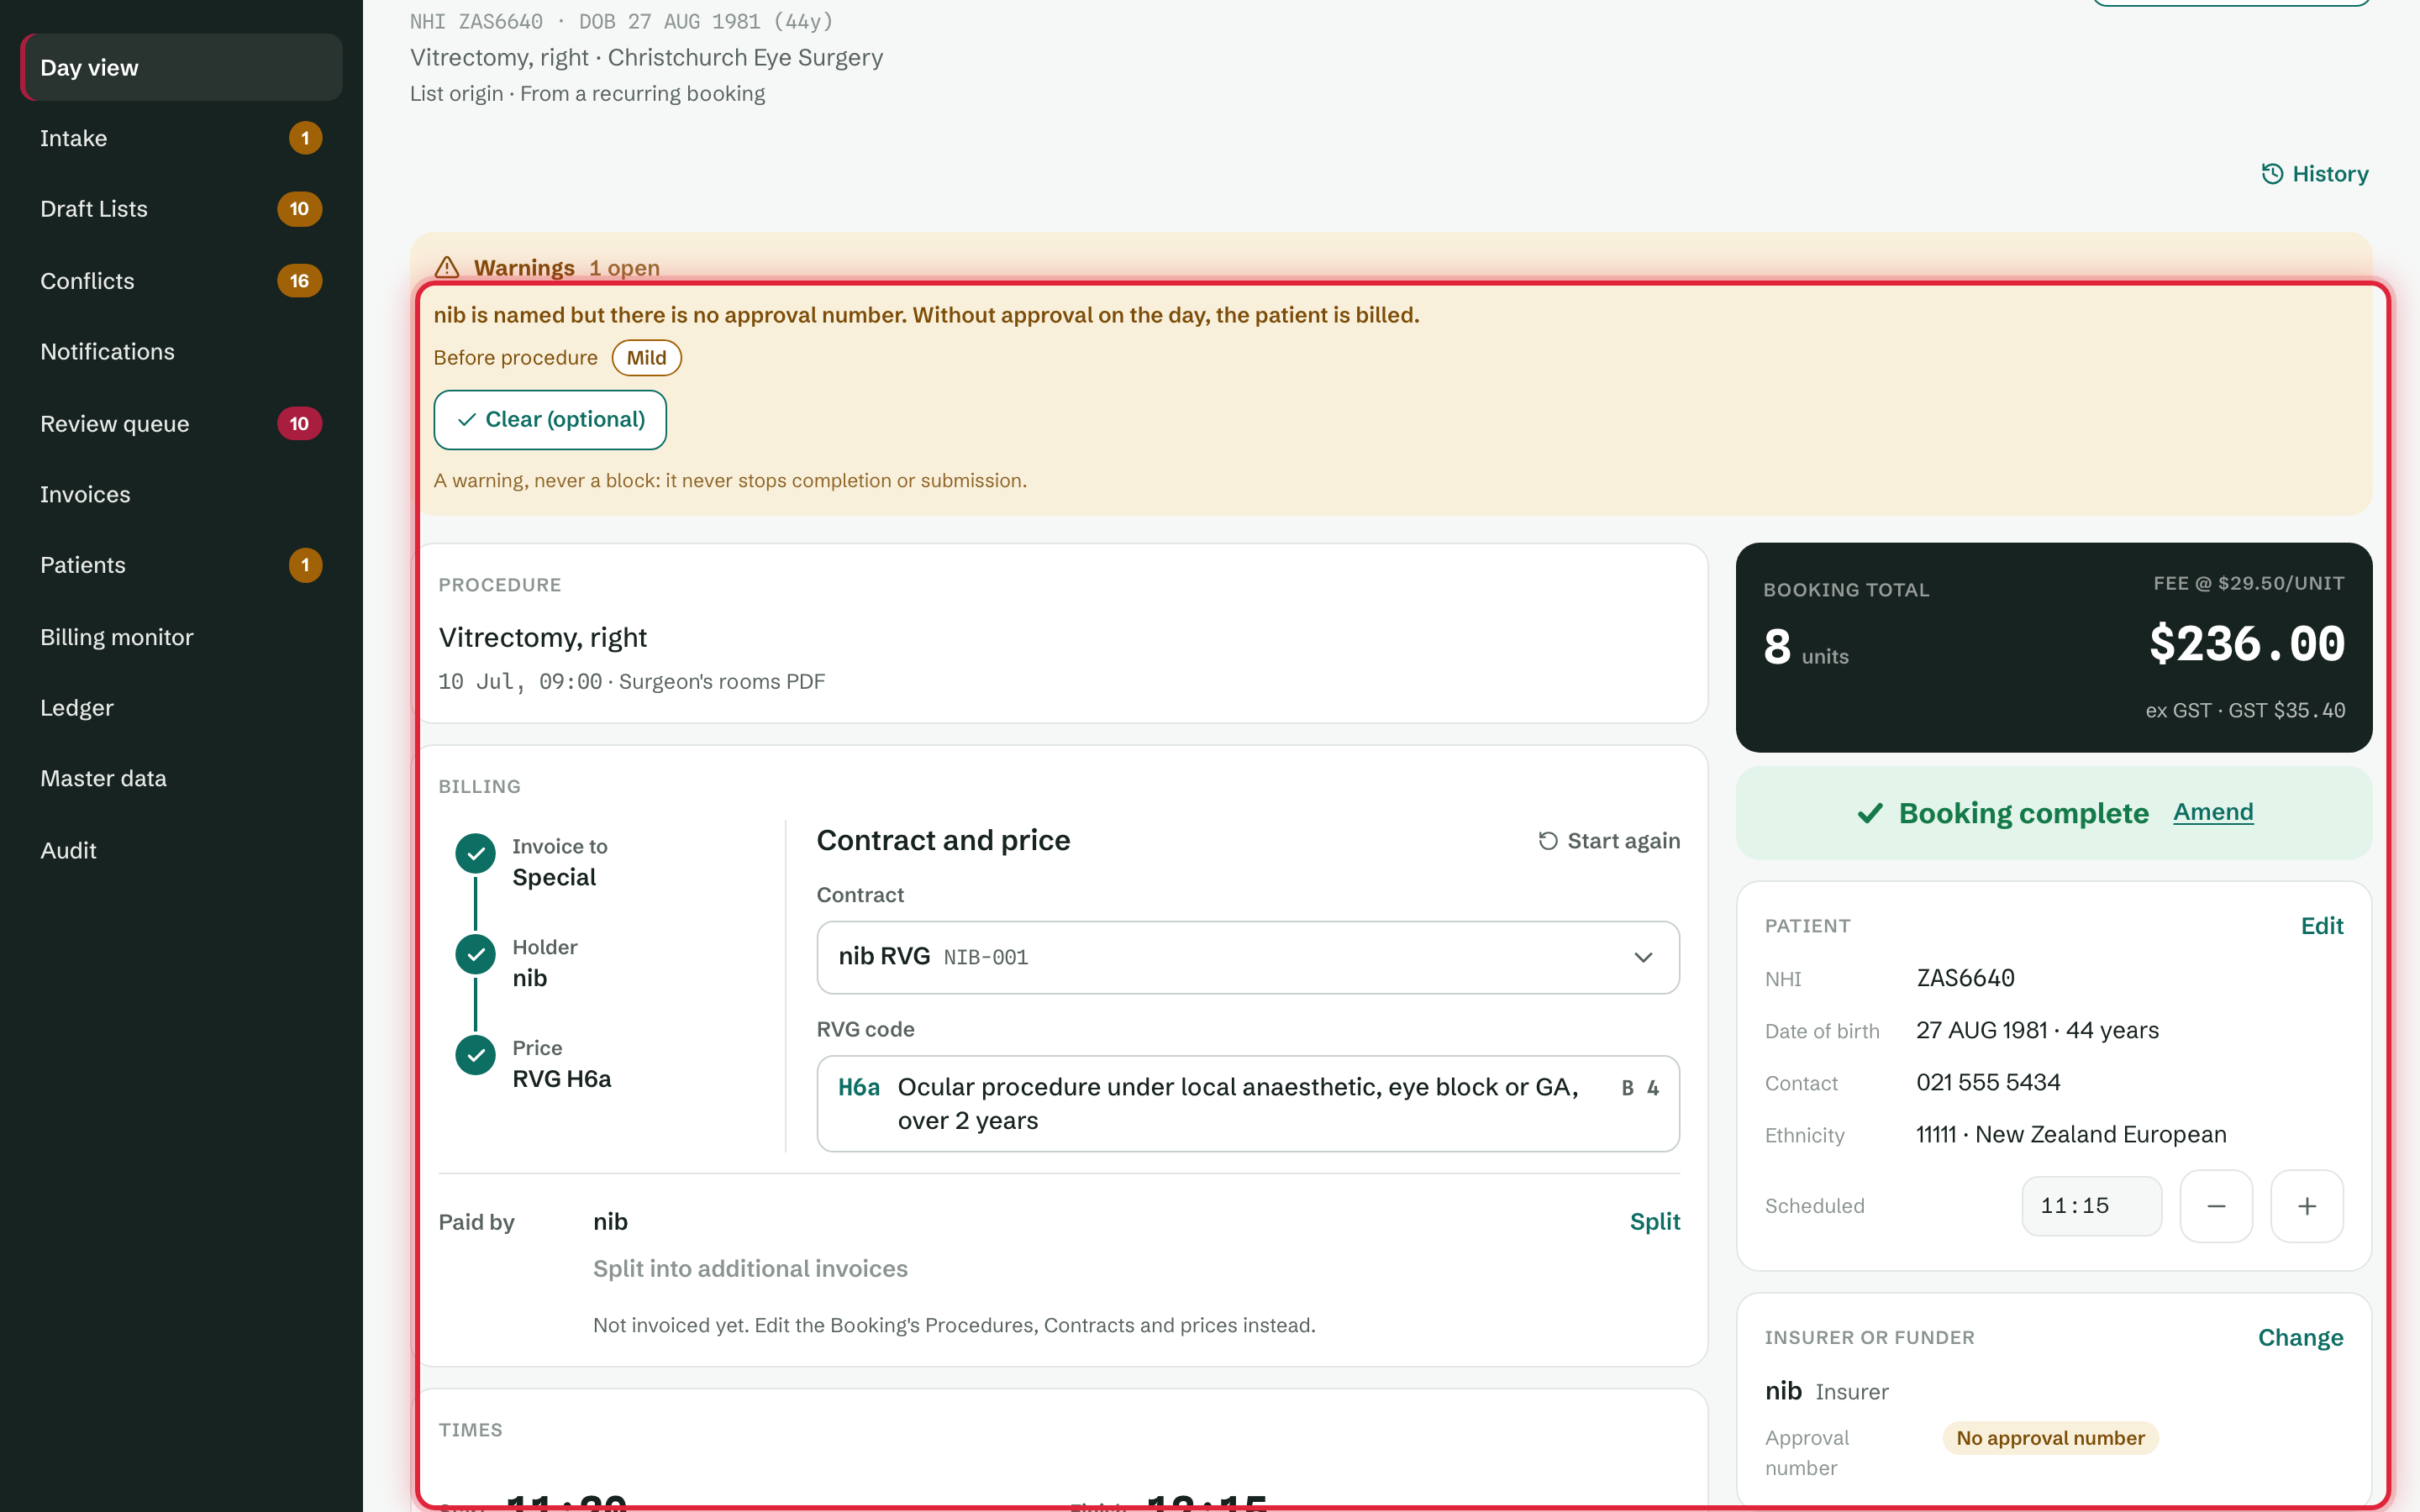 Day view
Intake 1
Draft Lists 10
Conflicts 16
Notifications
Review queue 10
Invoices
Patients 1
Billing monitor
Ledger
Master data
Audit
NHI ZAS6640 · DOB 27 AUG 1981 (44y)
Vitrectomy, right · Christchurch Eye Surgery
List origin · From a recurring booking
History
Warnings 1 open
nib is named but there is no approval number. Without approval on the day, the patient is billed.
Before procedure Mild
Clear (optional)
A warning, never a block: it never stops completion or submission.
PROCEDURE
Vitrectomy, right
10 Jul, 09:00 · Surgeon's rooms PDF
BILLING
Invoice to
Special
Holder
nib
Price
RVG H6a
Contract and price
Start again
Contract
nib RVG NIB-001
RVG code
H6a Ocular procedure under local anaesthetic, eye block or GA, B 4
over 2 years
Paid by nib Split
Split into additional invoices
Not invoiced yet. Edit the Booking's Procedures, Contracts and prices instead.
TIMES
BOOKING TOTAL
FEE @ $29.50/UNIT
8 units
$236.00
ex GST · GST $35.40
Booking complete Amend
PATIENT Edit
NHI ZAS6640
Date of birth 27 AUG 1981 · 44 years
Contact 021 555 5434
Ethnicity 11111 · New Zealand European
Scheduled 11:15
INSURER OR FUNDER Change
nib Insurer
Approval number No approval number